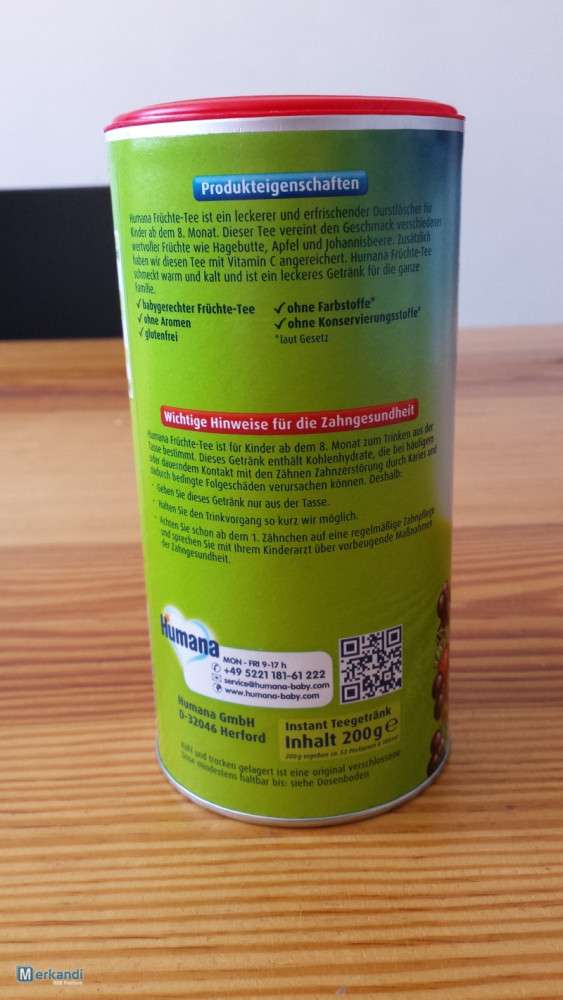 Produkteigenschaften
Humana Früchte-Tee ist ein leckerer und erfrischender Durstlöscher für
Kinder ab dem 8. Monat. Dieser Tee vereint den Geschmack verschiedener
wertvoller Früchte wie Hagebutte, Apfel und Johannisbeere. Zusätzlich
haben wir diesen Tee mit Vitamin C angereichert. Humana Früchte-Tee
schmeckt warm und kalt und ist ein leckeres Getränk für die ganze
Familie.
✓babygerechter Früchte-Tee ✓ohne Farbstoffe*
✓ohne Aromen ✓ohne Konservierungsstoffe*
✓glutenfrei *laut Gesetz
Wichtige Hinweise für die Zahngesundheit
Humana Früchte-Tee ist für Kinder ab dem 8. Monat zum Trinken aus der
Tasse bestimmt. Dieses Getränk enthält Kohlenhydrate, die bei häufigem
oder dauerndem Kontakt mit den Zähnen Zahnzerstörung durch Karies und
dadurch bedingte Folgeschäden verursachen können. Deshalb:
- Geben Sie dieses Getränk nur aus der Tasse.
- Halten Sie den Trinkvorgang so kurz wir möglich.
- Achten Sie schon ab dem 1. Zähnchen auf eine regelmäßige Zahnpflege
und sprechen Sie mit Ihrem Kinderarzt über vorbeugende Maßnahmen
der Zahngesundheit.
Humana
MON - FRI 9-17 h
+49 5221 181-61 222
service@humana-baby.com
www.humana-baby.com
Humana GmbH
D-32046 Herford
Instant Teegetränk
Inhalt 200g e
200 g ergeben ca. 53 Portionen à 100ml
Kühl und trocken gelagert ist eine original verschlossene
Dose mindestens haltbar bis: siehe Dosenboden
Merkandi
B2B Platform